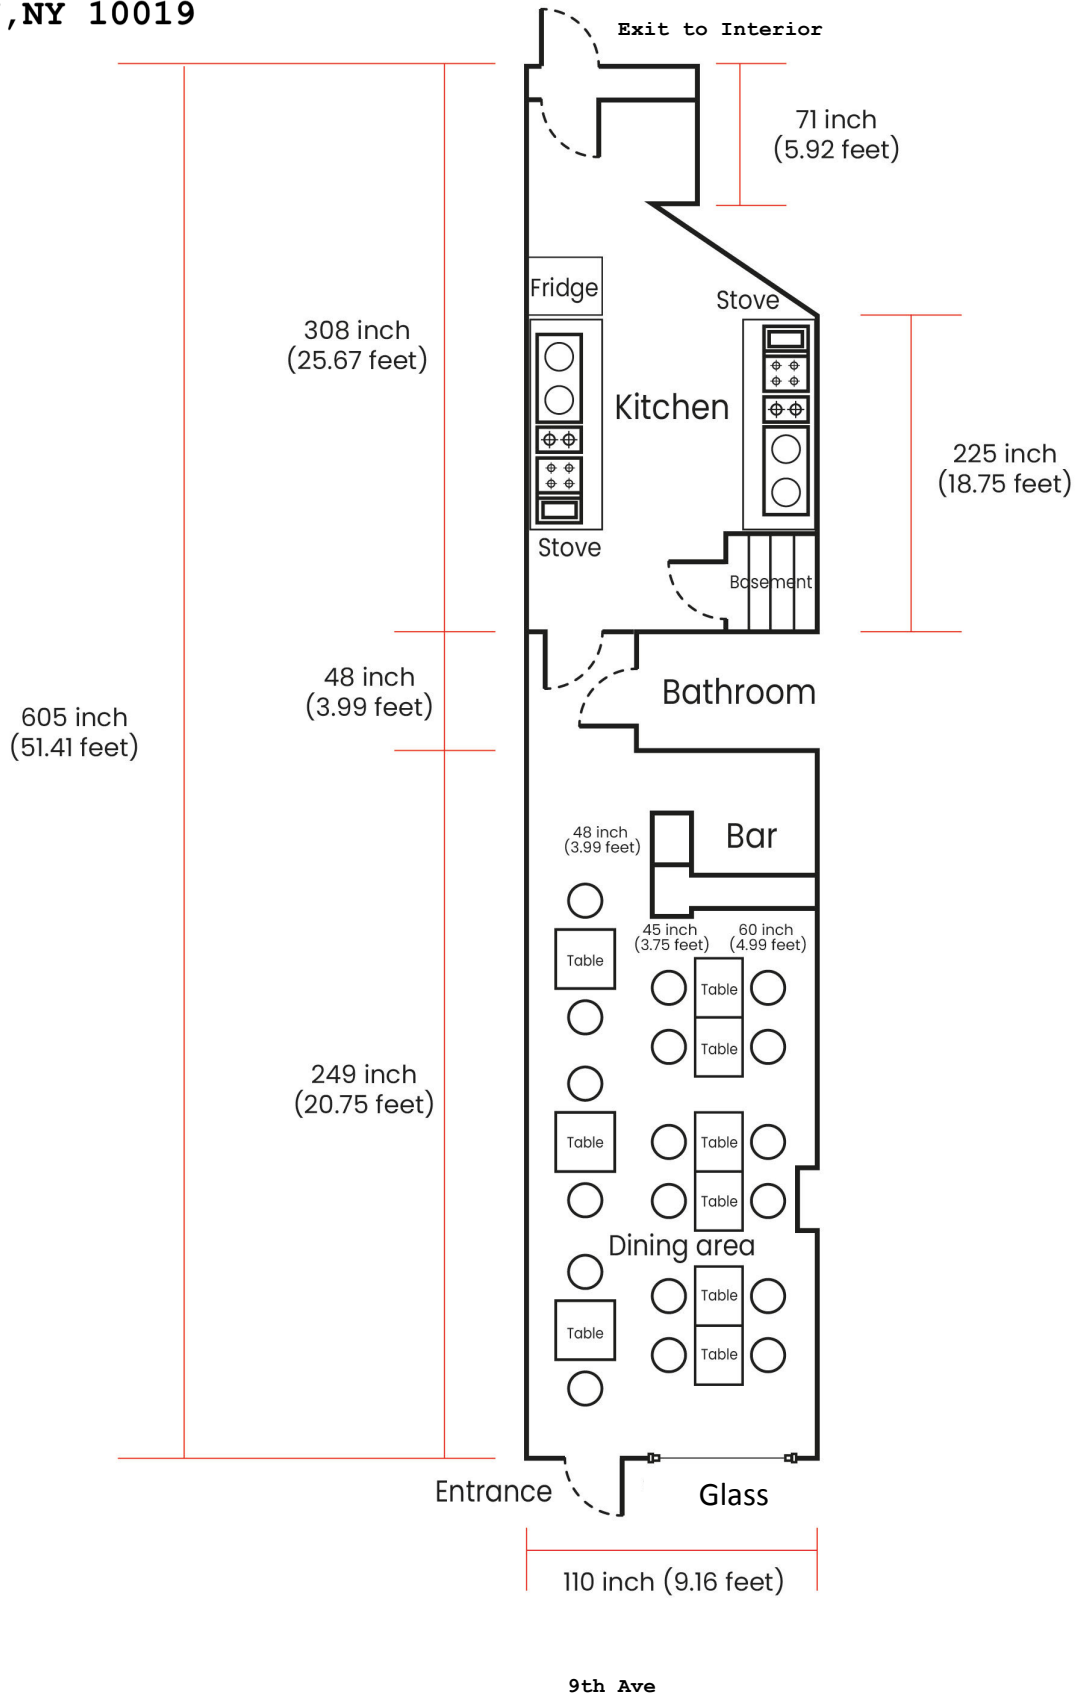 ,NY 10019
Exit to Interior
71 inch
(5.92 feet)
Fridge
Stove
308 inch
(25.67 feet)
Kitchen
225 inch
(18.75 feet)
Stove
Basement
48 inch
(3.99 feet)
Bathroom
605 inch
(51.41 feet)
48 inch
(3.99 feet)
Bar
45 inch
(3.75 feet)
60 inch
(4.99 feet)
Table
Table
Table
249 inch
(20.75 feet)
Table
Table
Table
Dining area
Table
Table
Table
Entrance
Glass
110 inch (9.16 feet)
9th Ave